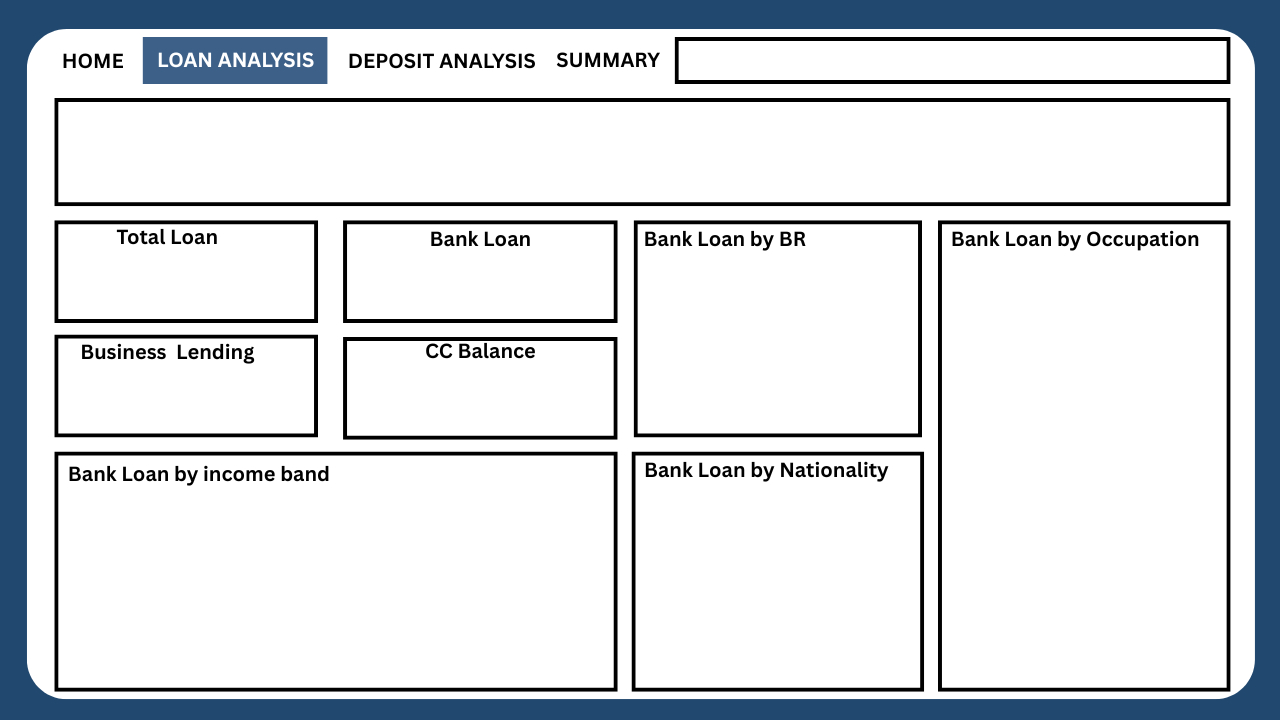 HOME LOAN ANALYSIS DEPOSIT ANALYSIS SUMMARY
Total Loan
Bank Loan
Bank Loan by BR
Bank Loan by Occupation
Business  Lending
CC Balance
Bank Loan by income band
Bank Loan by Nationality